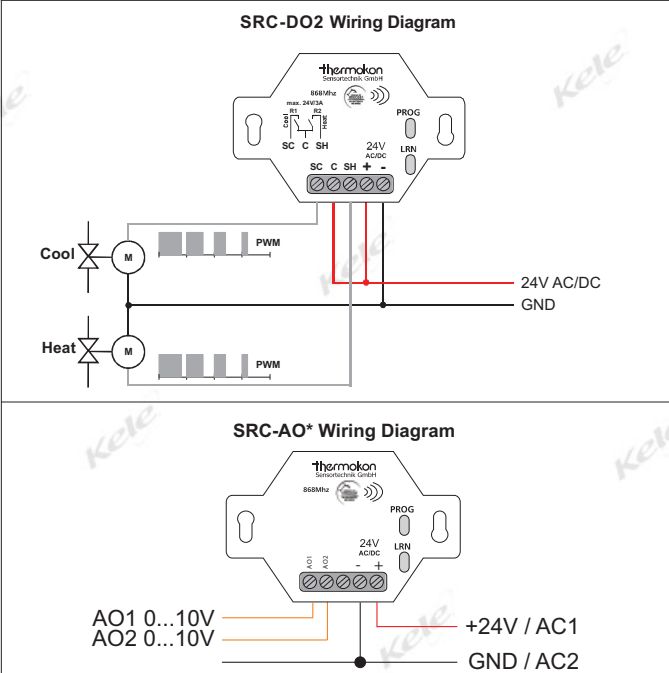 SRC-DO2 Wiring Diagram
thermokon
Sensortechnik GmbH
868Mhz
max. 24V/3A
R1 R2
Cool
Heat
SC C SH
24V
AC/DC
PROG
LRN
SC C SH + -
Cool
M
PWM
24V AC/DC
GND
Heat
M
PWM
SRC-AO* Wiring Diagram
thermokon
Sensortechnik GmbH
868Mhz
PROG
24V
AC/DC
LRN
AO1
AO2
- +
AO1 0...10V
AO2 0...10V
+24V / AC1
GND / AC2
Kele
Kele
Kele
Kele
Kele